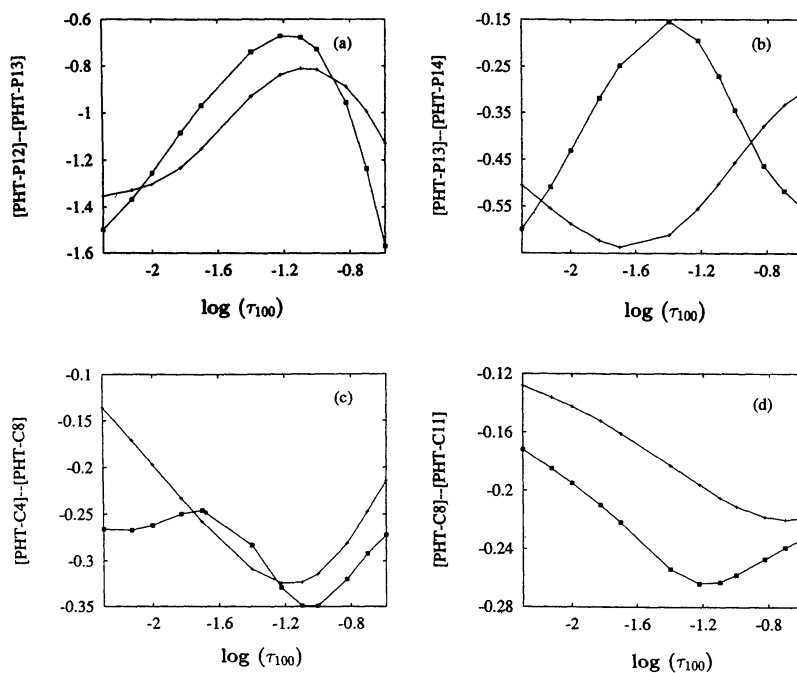 -0.6
-0.8
-1
-1.2
-1.4
-1.6
[PHT-P12]--[PHT-P13]
(a)
-2 -1.6 -1.2 -0.8
log (τ100)
-0.15
-0.25
-0.35
-0.45
-0.55
[PHT-P13]--[PHT-P14]
(b)
-2 -1.6 -1.2 -0.8
log (τ100)
-0.1
-0.15
-0.2
-0.25
-0.3
-0.35
[PHT-C4]--[PHT-C8]
(c)
-2 -1.6 -1.2 -0.8
log (τ100)
-0.12
-0.16
-0.2
-0.24
-0.28
[PHT-C8]--[PHT-C11]
(d)
-2 -1.6 -1.2 -0.8
log (τ100)